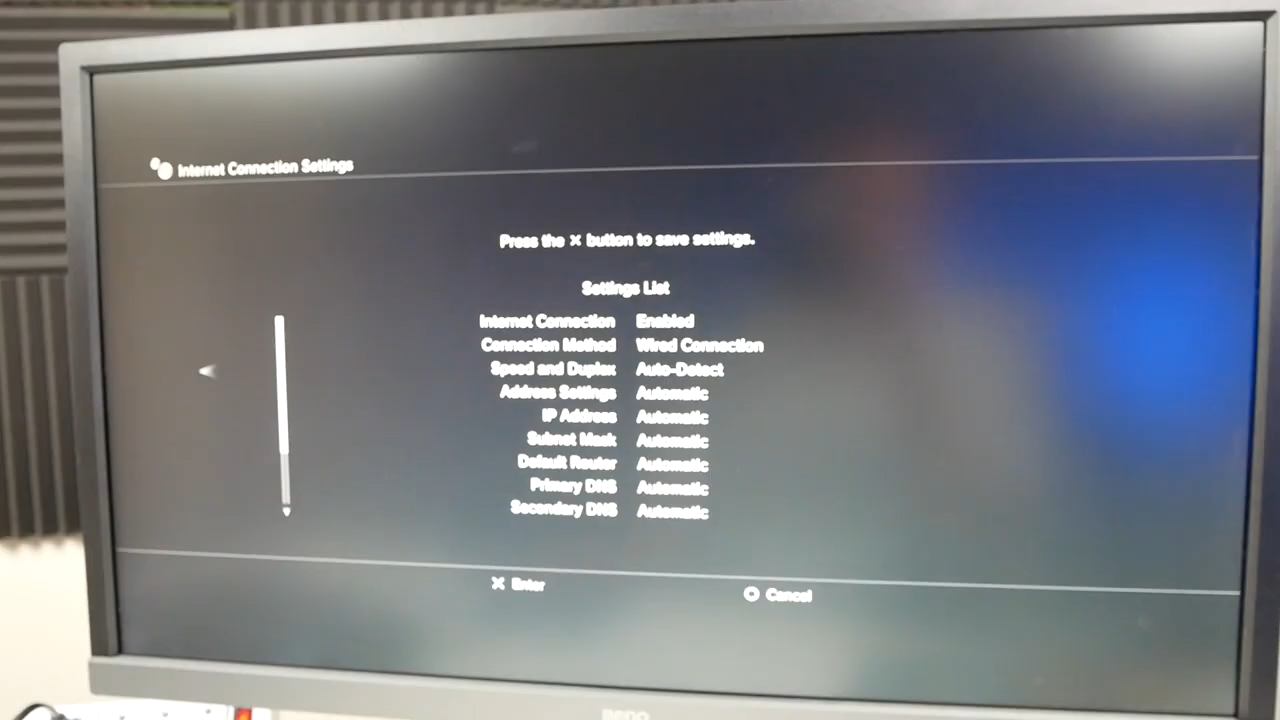 Internet Connection Settings
Press the × button to save settings.
Settings List
Internet Connection Enabled
Connection Method Wired Connection
Speed and Duplex Auto-Detect
Address Settings Automatic
IP Address Automatic
Subnet Mask Automatic
Default Router Automatic
Primary DNS Automatic
Secondary DNS Automatic
× Enter
○ Cancel
BenQ